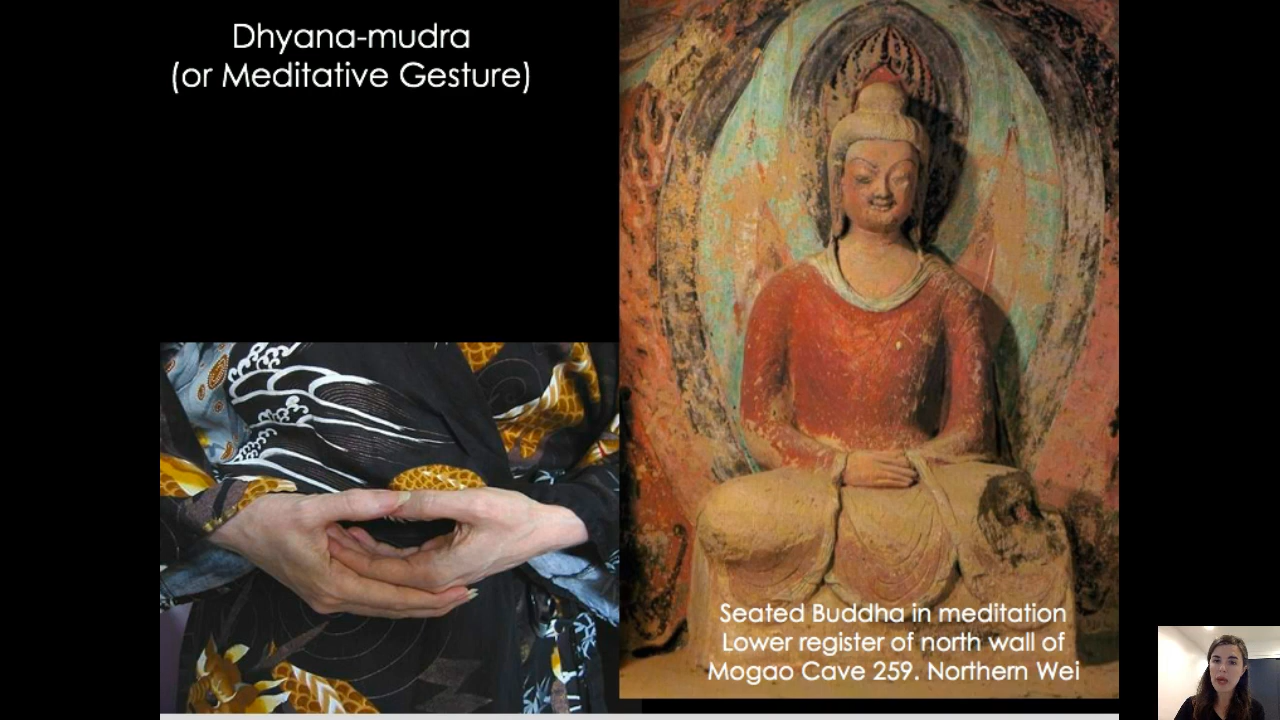 Dhyana-mudra
(or Meditative Gesture)
Seated Buddha in meditation
Lower register of north wall of
Mogao Cave 259. Northern Wei